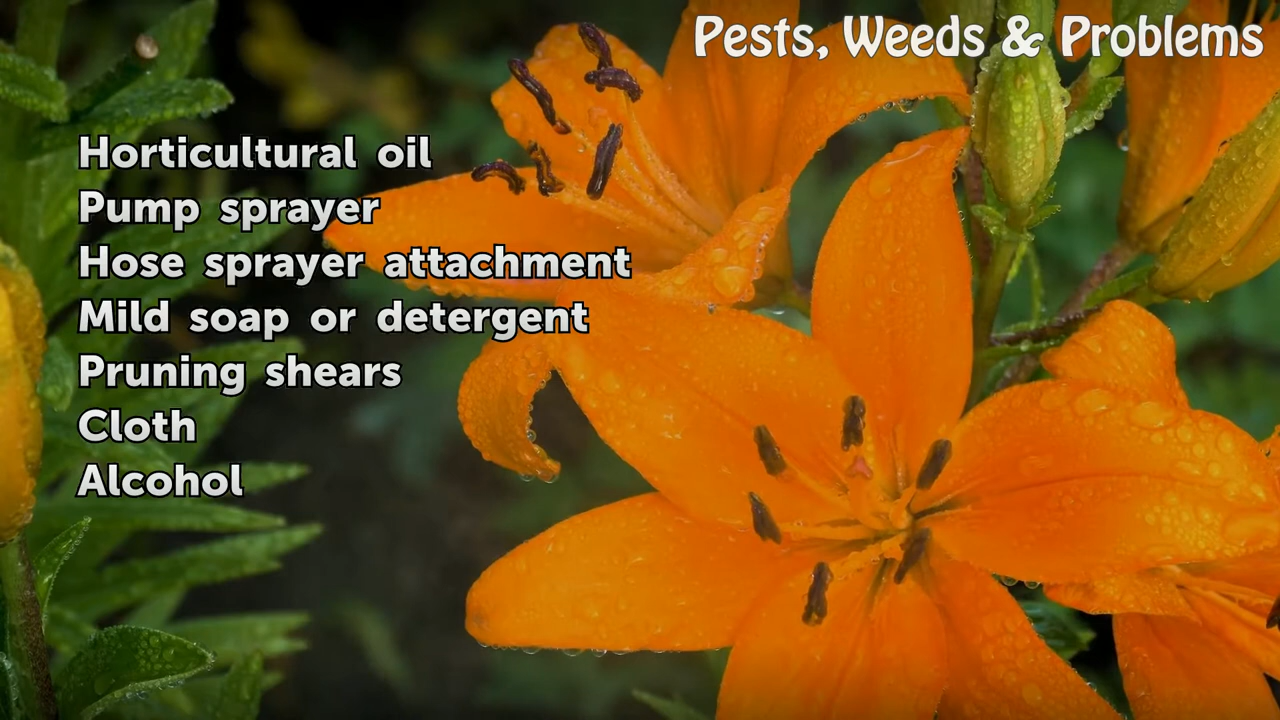 Pests, Weeds & Problems
Horticultural oil
Pump sprayer
Hose sprayer attachment
Mild soap or detergent
Pruning shears
Cloth
Alcohol